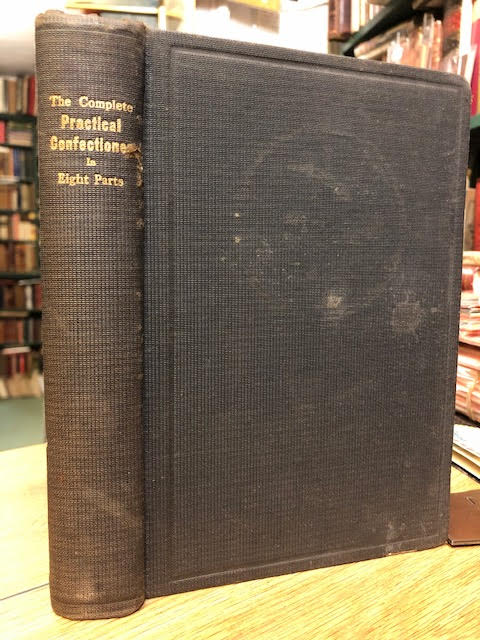 The Complete
Practical
Confectioner
In
Eight Parts